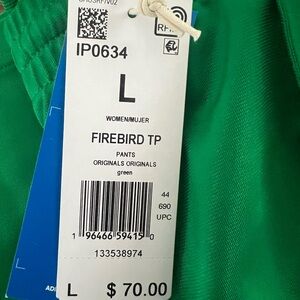 RFID
IP0634
L
WOMEN/MUJER
FIREBIRD TP
PANTS
ORIGINALS ORIGINALS
green
44
690
UPC
1 96466 59415 0
133538974
L $ 70.00